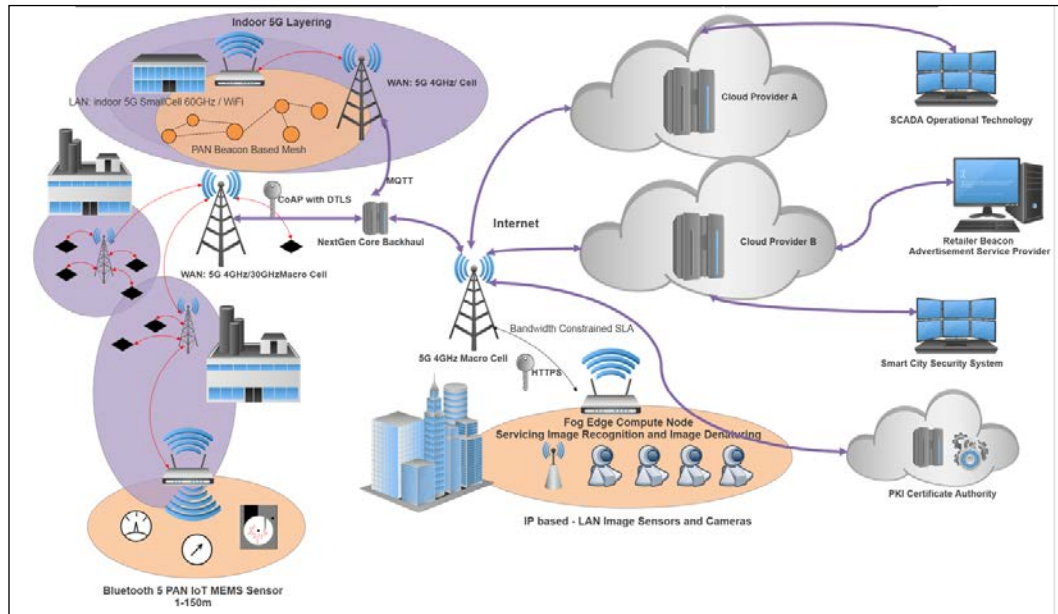 Indoor 5G Layering
WAN: 5G 4GHz/ Cell
LAN: indoor 5G SmallCell 60GHz / WiFi
PAN Beacon Based Mesh
MQTT
CoAP with DTLS
NextGen Core Backhaul
WAN: 5G 4GHz/30GHzMacro Cell
Internet
Cloud Provider A
SCADA Operational Technology
Cloud Provider B
Retailer Beacon
Advertisement Service Provider
Smart City Security System
Bandwidth Constrained SLA
5G 4GHz Macro Cell
HTTPS
Fog Edge Compute Node
Servicing Image Recognition and Image Denaturing
PKI Certificate Authority
IP based - LAN Image Sensors and Cameras
Bluetooth 5 PAN IoT MEMS Sensor
1-150m